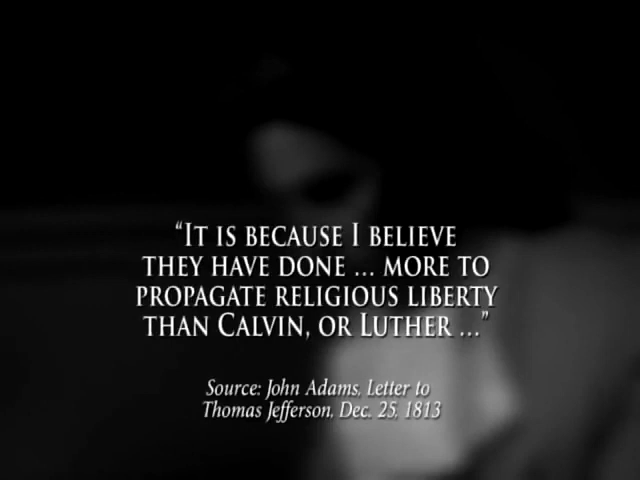 “It is because I believe
they have done ... more to
propagate religious liberty
than Calvin, or Luther ...”
Source: John Adams, Letter to
Thomas Jefferson, Dec. 25, 1813